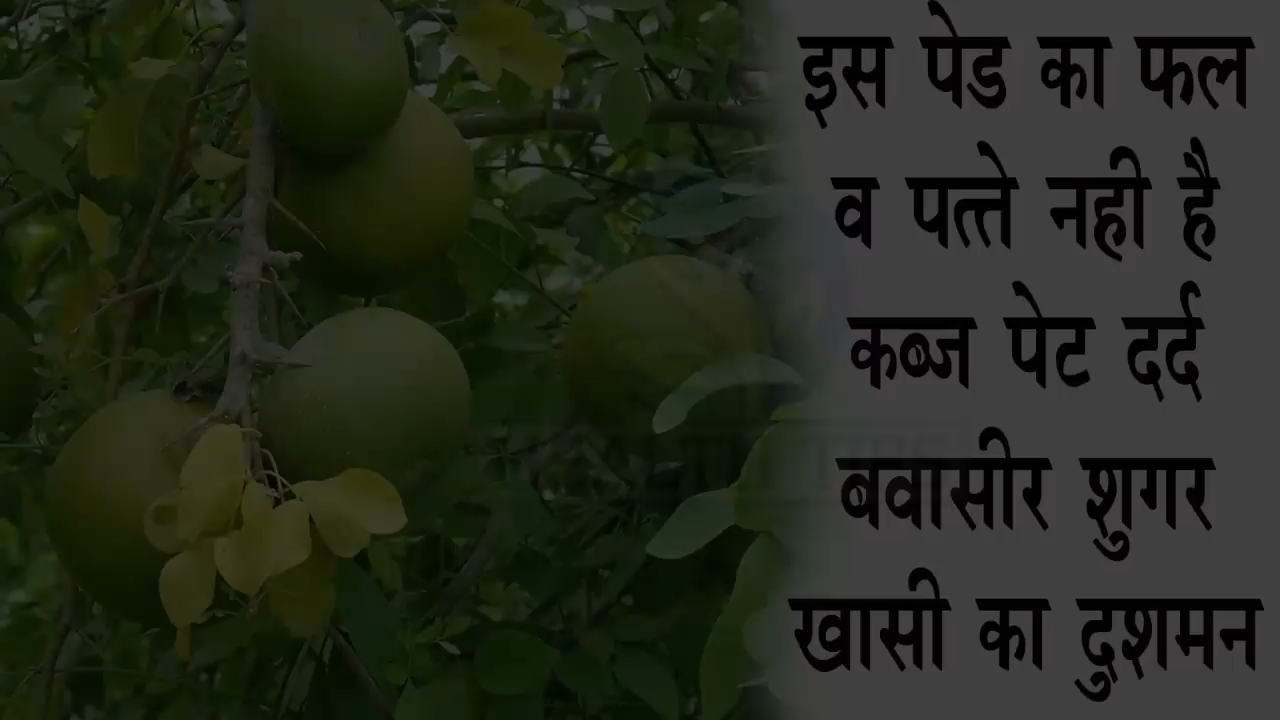 इस पेड का फल
व पत्ते नही है
कब्ज पेट दर्द
बवासीर शुगर
खासी का दुशमन